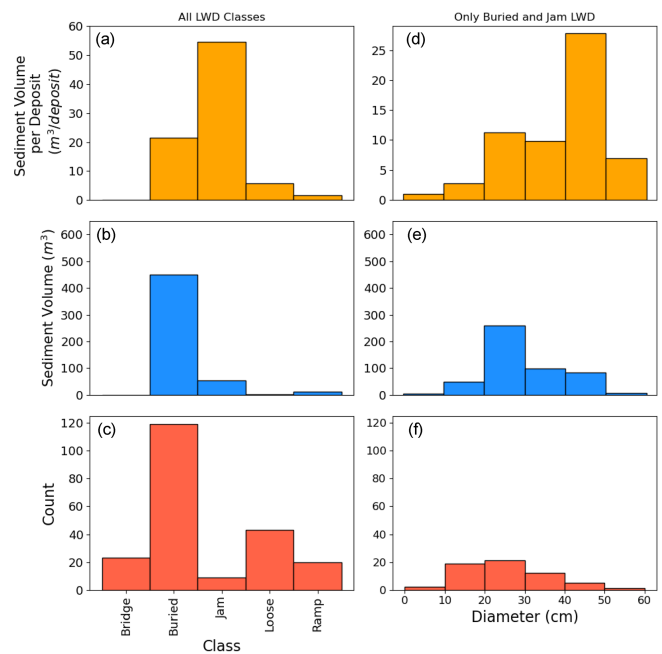 All LWD Classes
Only Buried and Jam LWD
(a)
60
50
40
30
20
10
0
Sediment Volume
per Deposit
(m³/deposit)
(d)
25
20
15
10
5
0
(b)
600
500
400
300
200
100
0
Sediment Volume (m³)
(e)
600
500
400
300
200
100
0
(c)
120
100
80
60
40
20
0
Count
Bridge
Buried
Jam
Loose
Ramp
Class
(f)
120
100
80
60
40
20
0
0 10 20 30 40 50 60
Diameter (cm)